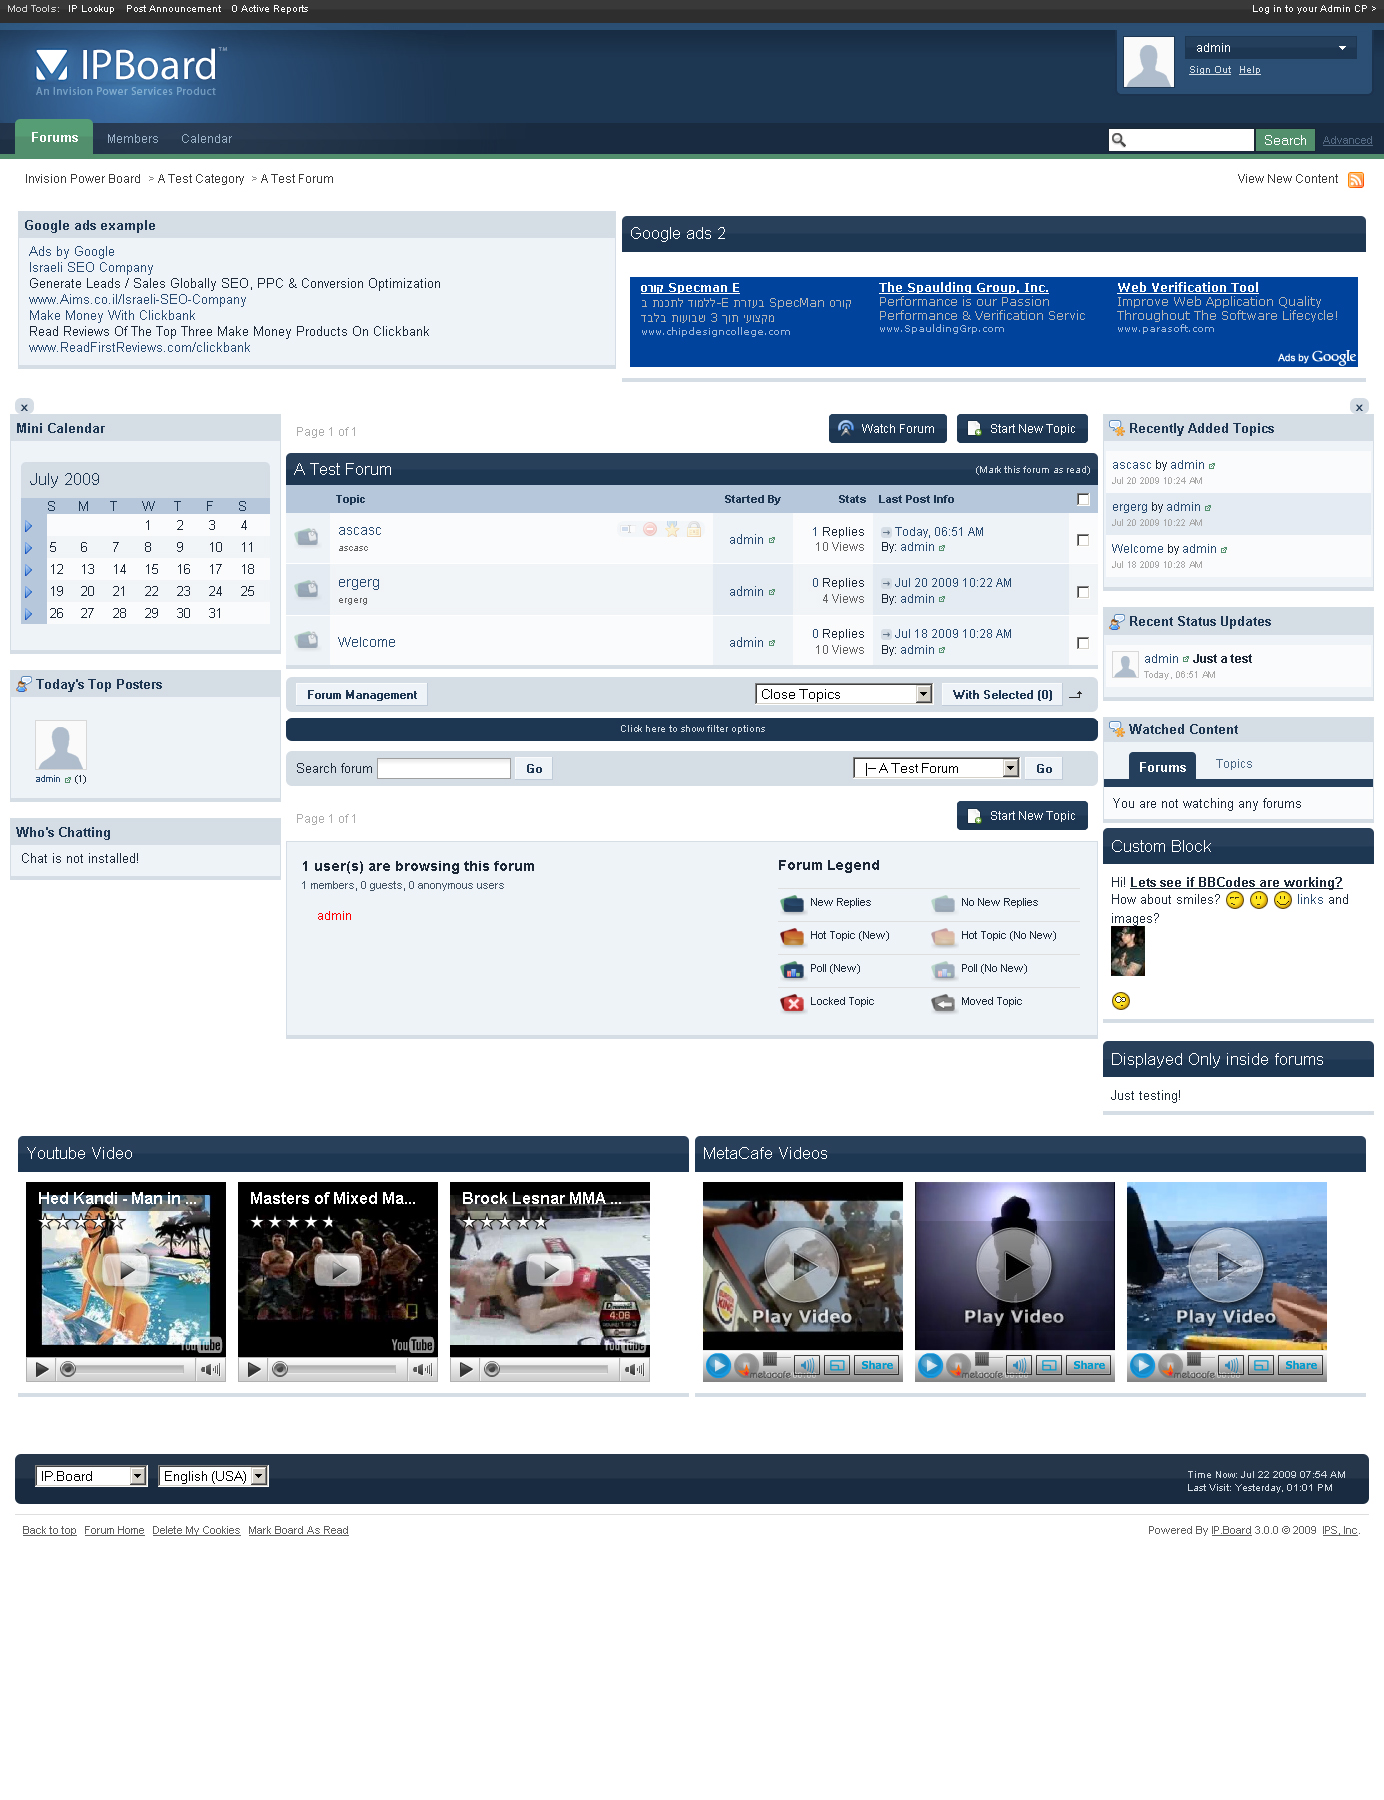 Mod Tools: IP Lookup Post Announcement 0 Active Reports
Log in to your Admin CP >
IPBoard™
An Invision Power Services Product
admin
Sign Out Help
Forums Members Calendar
Search Advanced
Invision Power Board > A Test Category > A Test Forum
View New Content
Google ads example
Ads by Google
Israeli SEO Company
Generate Leads / Sales Globally SEO, PPC & Conversion Optimization
www.Aims.co.il/Israeli-SEO-Company
Make Money With Clickbank
Read Reviews Of The Top Three Make Money Products On Clickbank
www.ReadFirstReviews.com/clickbank
Google ads 2
קורס Specman E
קורס SpecMan בעזרת E-ללמוד לתכנת ב
מקצועי תוך 3 שבועות בלבד
www.chipdesigncollege.com
The Spaulding Group, Inc.
Performance is our Passion
Performance & Verification Servic
www.SpauldingGrp.com
Web Verification Tool
Improve Web Application Quality
Throughout The Software Lifecycle!
www.parasoft.com
Ads by Google
x
Mini Calendar
July 2009
S M T W T F S
1 2 3 4
5 6 7 8 9 10 11
12 13 14 15 16 17 18
19 20 21 22 23 24 25
26 27 28 29 30 31
Today's Top Posters
admin (1)
Who's Chatting
Chat is not installed!
Page 1 of 1
Watch Forum
Start New Topic
A Test Forum
(Mark this forum as read)
Topic Started By Stats Last Post Info
ascasc
ascasc
admin
1 Replies
10 Views
Today, 06:51 AM
By: admin
ergerg
ergerg
admin
0 Replies
4 Views
Jul 20 2009 10:22 AM
By: admin
Welcome
admin
0 Replies
10 Views
Jul 18 2009 10:28 AM
By: admin
Forum Management
Close Topics
With Selected (0)
Click here to show filter options
Search forum
Go
|-- A Test Forum
Go
Page 1 of 1
Start New Topic
1 user(s) are browsing this forum
1 members, 0 guests, 0 anonymous users
admin
Forum Legend
New Replies
No New Replies
Hot Topic (New)
Hot Topic (No New)
Poll (New)
Poll (No New)
Locked Topic
Moved Topic
x
Recently Added Topics
ascasc by admin
Jul 20 2009 10:24 AM
ergerg by admin
Jul 20 2009 10:22 AM
Welcome by admin
Jul 18 2009 10:28 AM
Recent Status Updates
admin Just a test
Today, 06:51 AM
Watched Content
Forums Topics
You are not watching any forums
Custom Block
Hi! Lets see if BBCodes are working?
How about smiles? links and
images?
Displayed Only inside forums
Just testing!
Youtube Video
Hed Kandi - Man in ...
YouTube
Masters of Mixed Ma...
YouTube
Brock Lesnar MMA ...
4:06
YouTube
MetaCafe Videos
BURGER KING
Play Video
metacafe 00:00 Share
Play Video
metacafe 00:00 Share
Play Video
metacafe 00:00 Share
IP.Board
English (USA)
Time Now: Jul 22 2009 07:54 AM
Last Visit: Yesterday, 01:01 PM
Back to top Forum Home Delete My Cookies Mark Board As Read
Powered By IP.Board 3.0.0 © 2009 IPS, Inc.